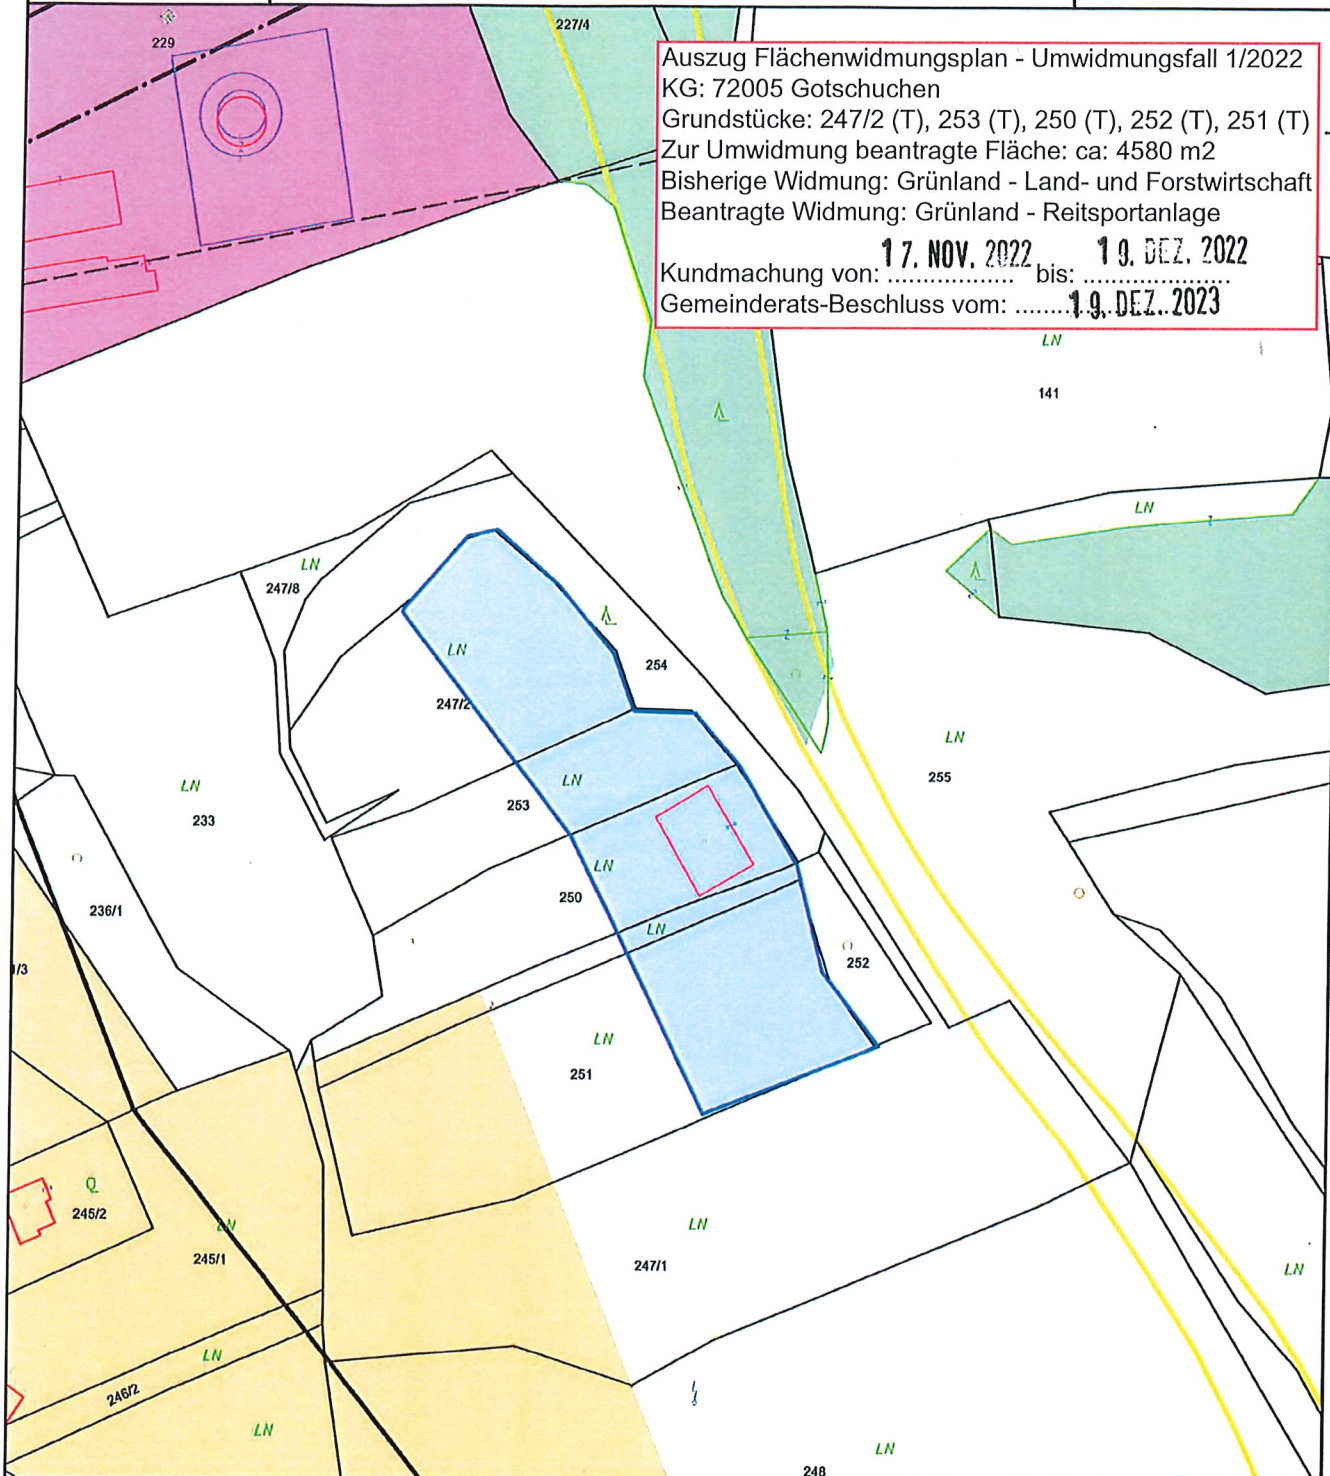 229
227/4
Auszug Flächenwidmungsplan - Umwidmungsfall 1/2022
KG: 72005 Gotschuchen
Grundstücke: 247/2 (T), 253 (T), 250 (T), 252 (T), 251 (T)
Zur Umwidmung beantragte Fläche: ca: 4580 m2
Bisherige Widmung: Grünland - Land- und Forstwirtschaft
Beantragte Widmung: Grünland - Reitsportanlage
Kundmachung von: 17. NOV. 2022 bis: 19. DEZ. 2022
Gemeinderats-Beschluss vom: 19. DEZ. 2023
LN
141
LN
LN
247/8
LN
254
247/2
LN
255
LN
LN
253
233
LN
250
236/1
LN
252
1/3
LN
251
Q
245/2
LN
LN
245/1
247/1
LN
LN
246/2
LN
LN
248